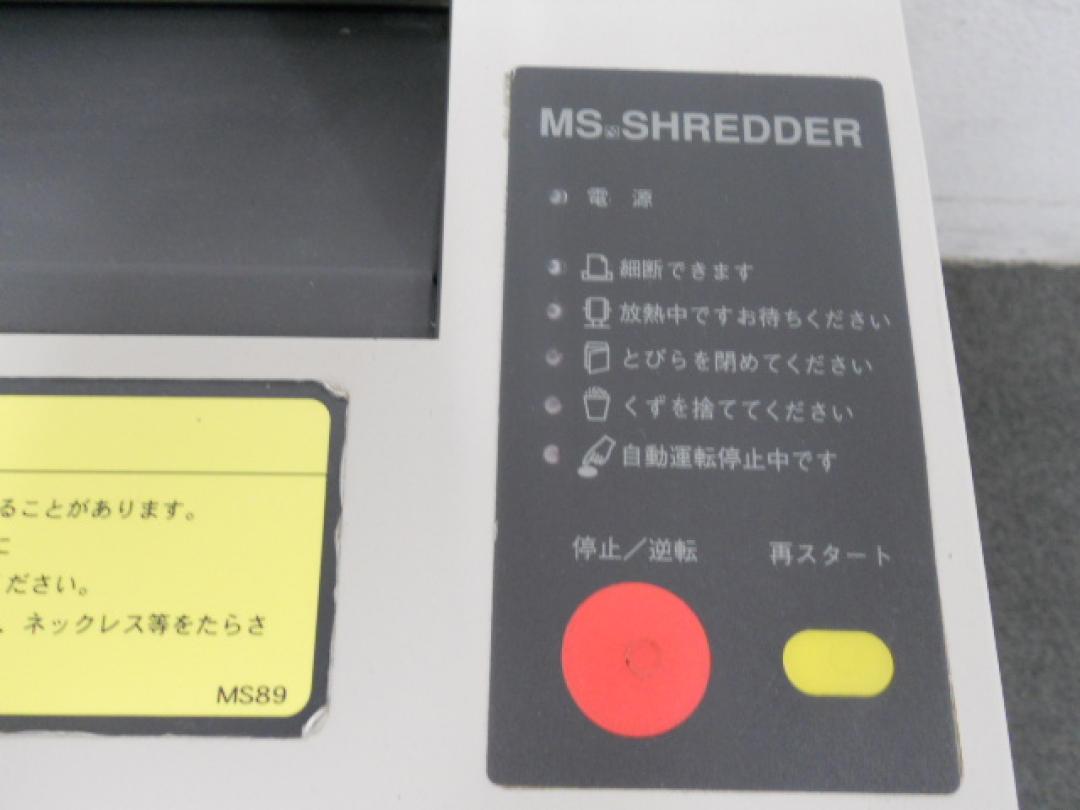 MS SHREDDER
電源
細断できます
放熱中ですお待ちください
とびらを閉めてください
くずを捨ててください
自動運転停止中です
停止/逆転
再スタート
ることがあります。
に
ください。
、ネックレス等をたらさ
MS89